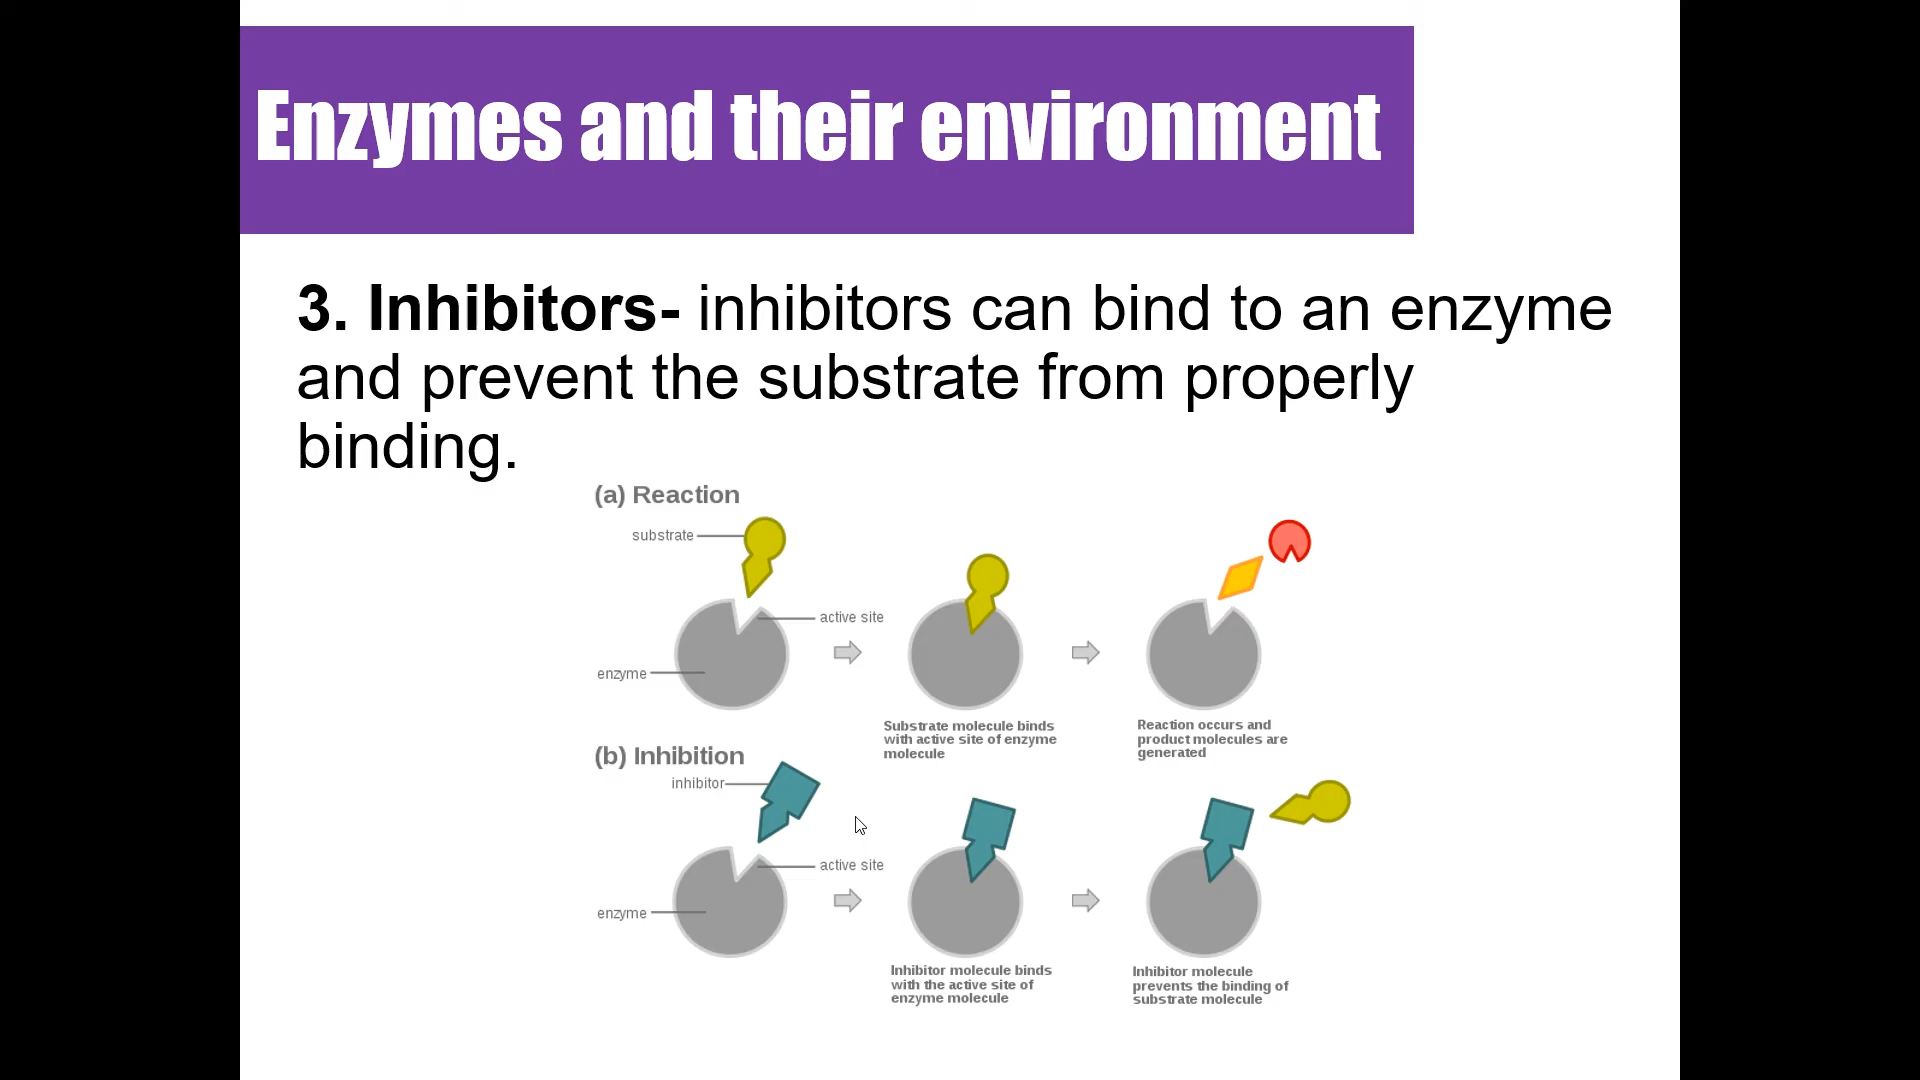 Enzymes and their environment
3. Inhibitors- inhibitors can bind to an enzyme
and prevent the substrate from properly
binding.
(a) Reaction
substrate
active site
enzyme
Substrate molecule binds
with active site of enzyme
molecule
Reaction occurs and
product molecules are
generated
(b) Inhibition
inhibitor
active site
enzyme
Inhibitor molecule binds
with the active site of
enzyme molecule
Inhibitor molecule
prevents the binding of
substrate molecule